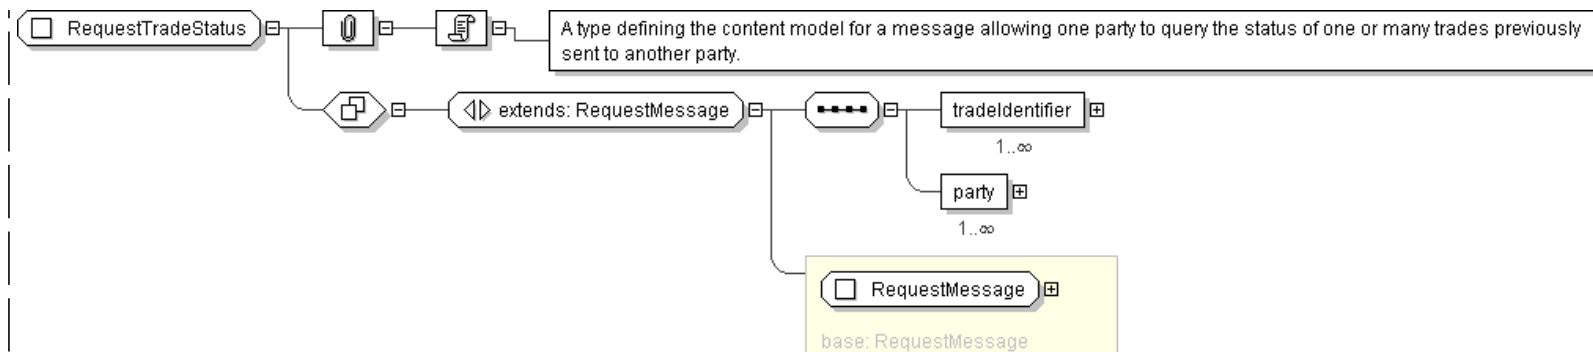 RequestTradeStatus
A type defining the content model for a message allowing one party to query the status of one or many trades previously
sent to another party.
extends: RequestMessage
tradeIdentifier
1..∞
party
1..∞
RequestMessage
base: RequestMessage